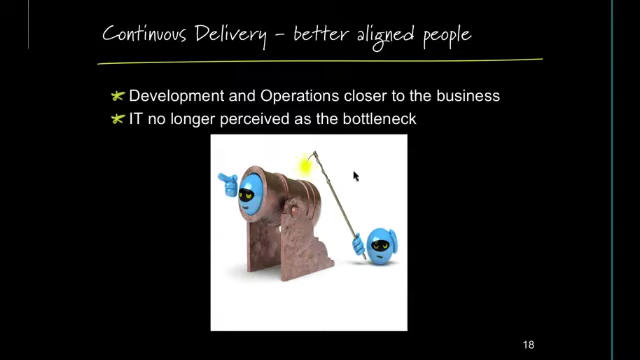 Continuous Delivery – better aligned people
Development and Operations closer to the business
IT no longer perceived as the bottleneck
18